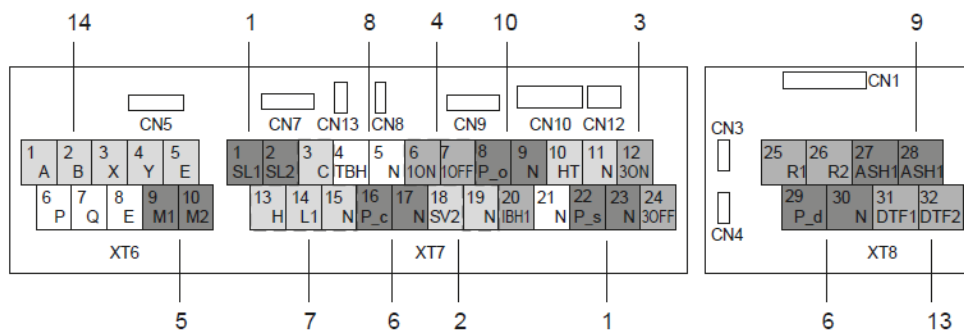 14 1 8 4 10 3 9
CN1
CN5 CN7 CN13 CN8 CN9 CN10 CN12 CN3
1 2 3 4 5 1 2 3 4 5 6 7 8 9 10 11 12 25 26 27 28
A B X Y E SL1 SL2 C TBH N 1ON 1OFF P_o N HT N 3ON R1 R2 ASH1 ASH1
6 7 8 9 10 13 14 15 16 17 18 19 20 21 22 23 24 29 30 31 32
P Q E M1 M2 H L1 N P_c N SV2 N IBH1 N P_s N 3OFF P_d N DTF1 DTF2
CN4
XT6 XT7 XT8
5 7 6 2 1 6 13